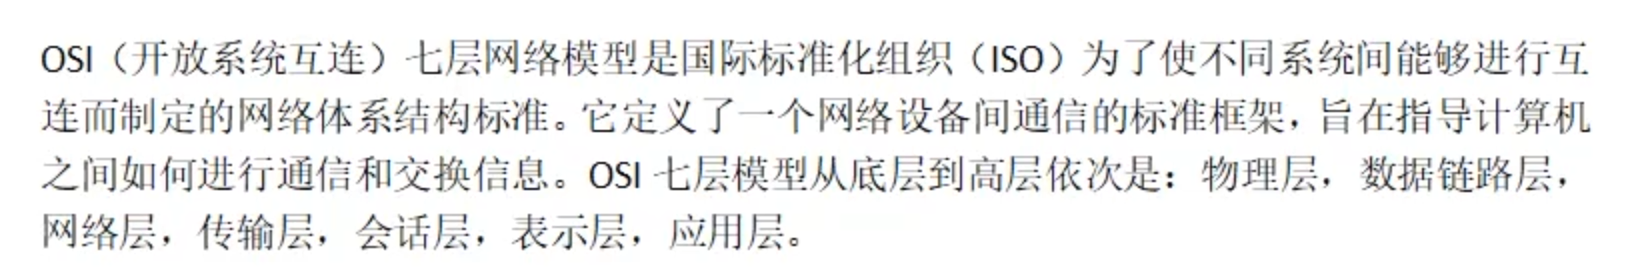 OSI（开放系统互连）七层网络模型是国际标准化组织（ISO）为了使不同系统间能够进行互
连而制定的网络体系结构标准。它定义了一个网络设备间通信的标准框架，旨在指导计算机
之间如何进行通信和交换信息。OSI 七层模型从底层到高层依次是：物理层，数据链路层，
网络层，传输层，会话层，表示层，应用层。